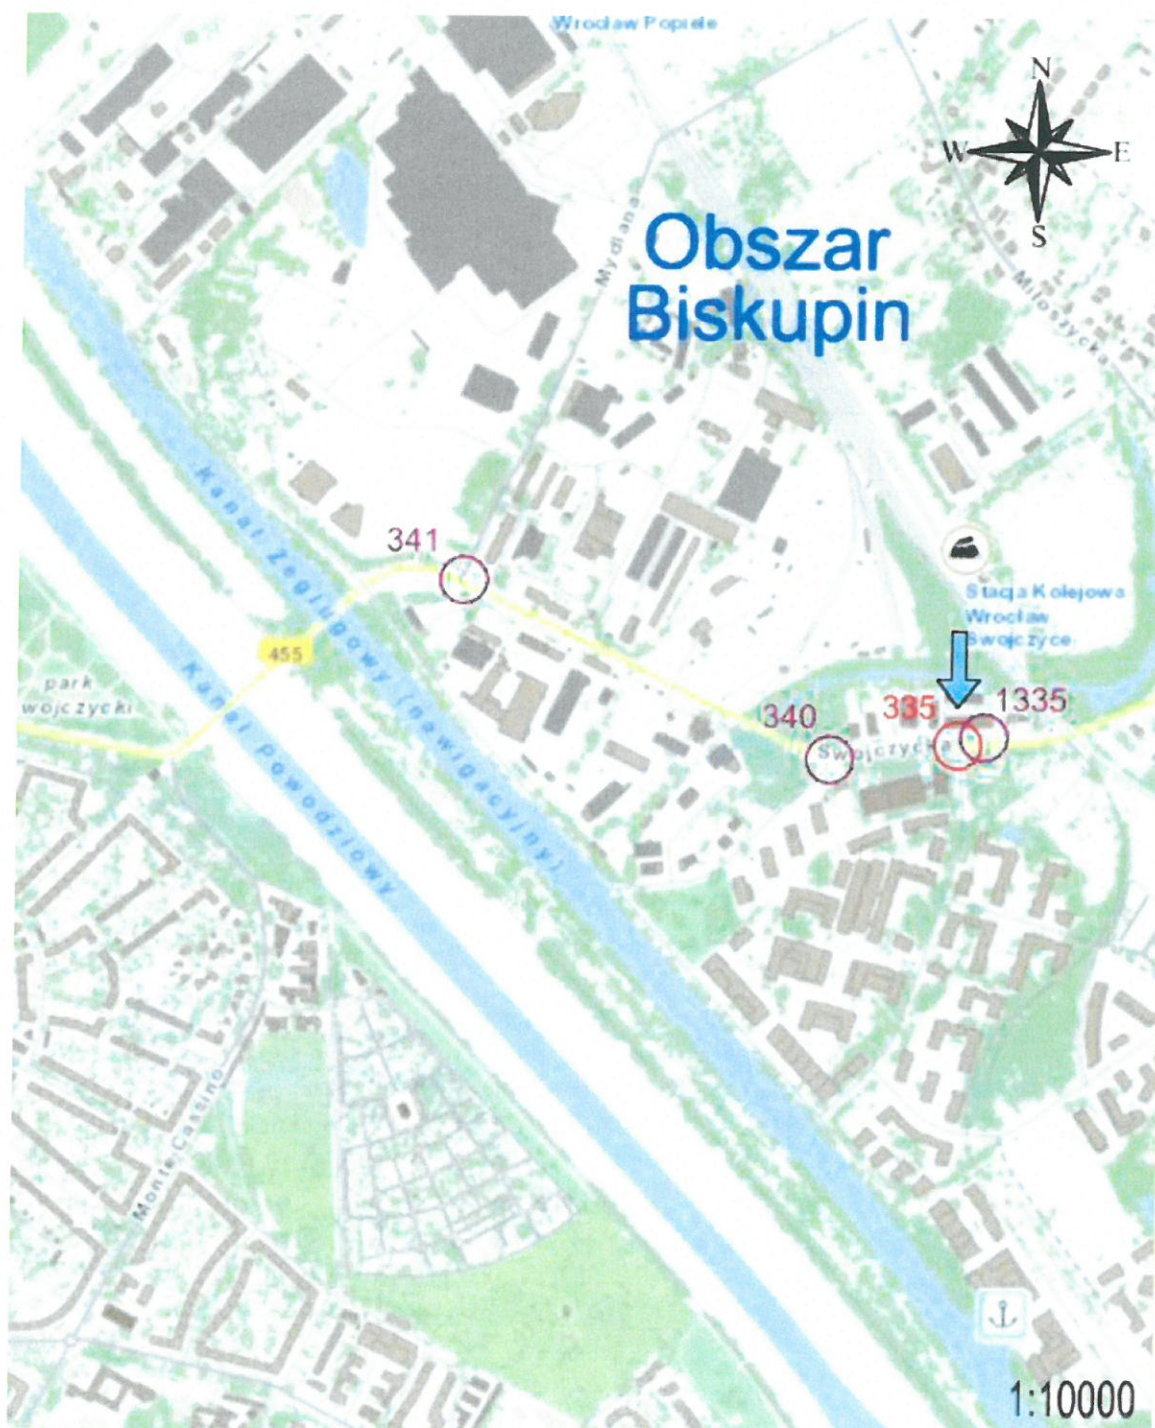 Wrocław Popiele
N
W
E
S
Obszar
Biskupin
Mydlana
Miłoszycka
Kanał Żeglugowy (nawigacyjny)
341
Stacja Kolejowa
Wrocław
Swojczyce
455
park
Kanał Powodziowy
340
335
1335
Swojczycka
Monte Cassino
1:10000